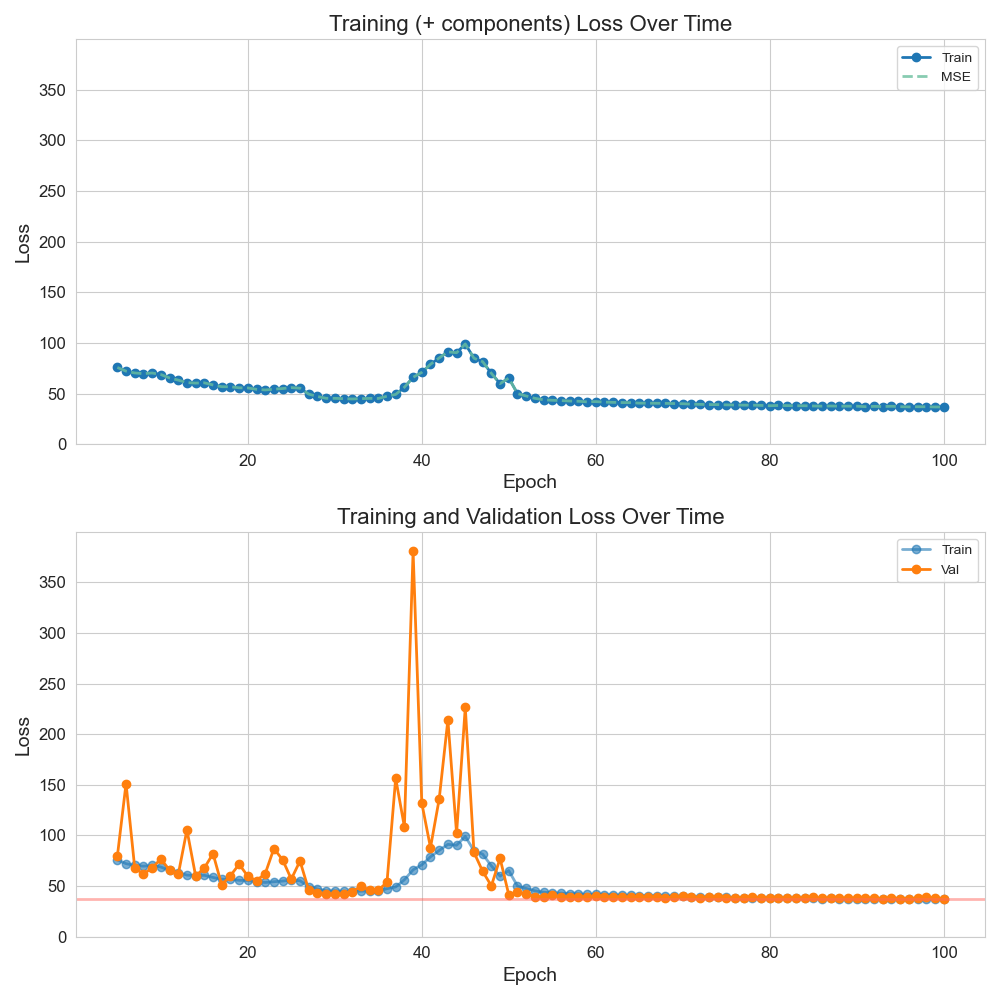 Training (+ components) Loss Over Time
Train
MSE
350
300
250
200
150
100
50
0
Loss
20 40 60 80 100
Epoch
Training and Validation Loss Over Time
Train
Val
350
300
250
200
150
100
50
0
Loss
20 40 60 80 100
Epoch